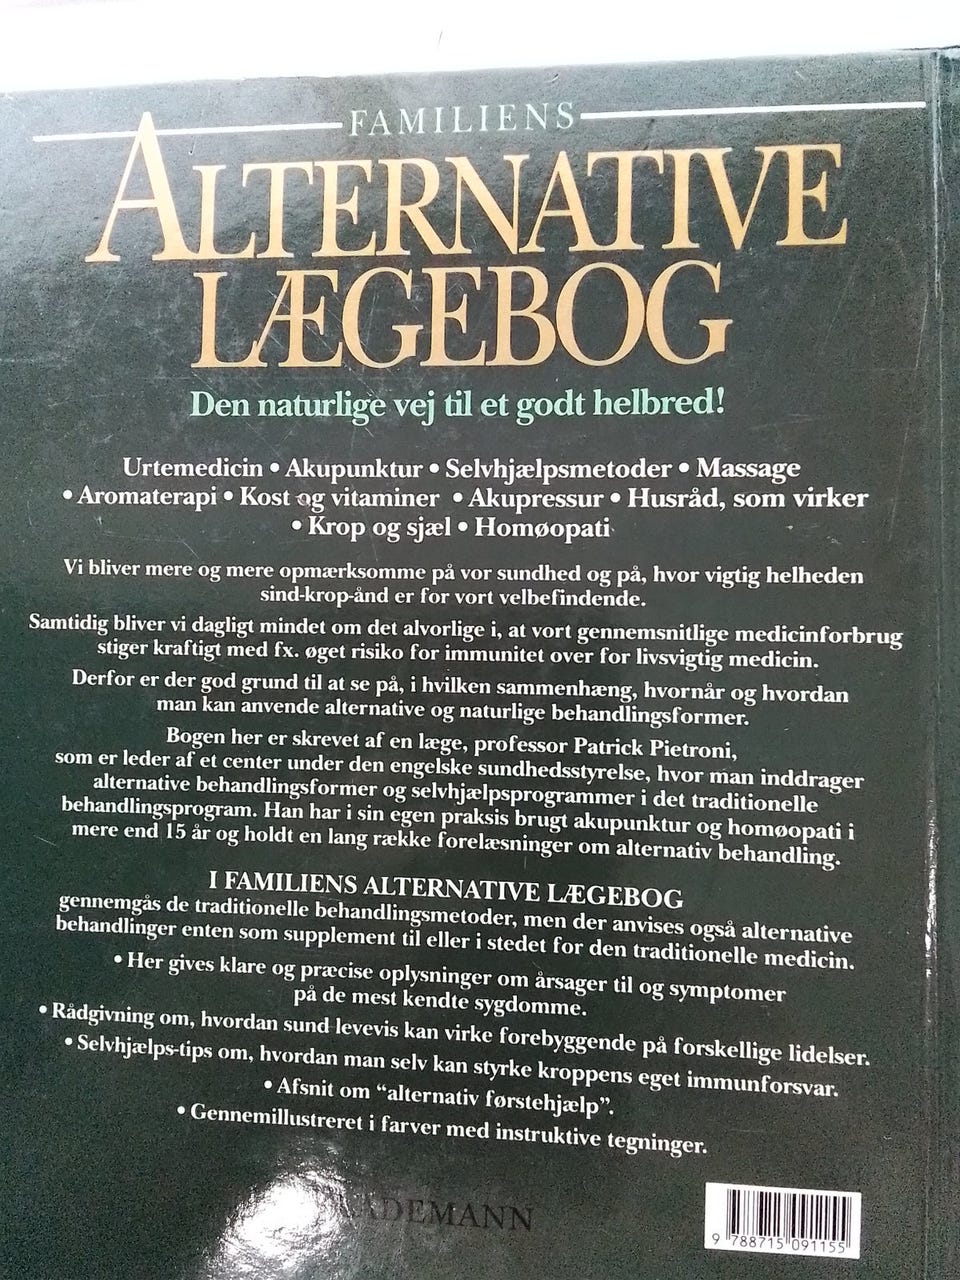 FAMILIENS
ALTERNATIVE
LÆGEBOG
Den naturlige vej til et godt helbred!
Urtemedicin • Akupunktur • Selvhjælpsmetoder • Massage
• Aromaterapi • Kost og vitaminer • Akupressur • Husråd, som virker
• Krop og sjæl • Homøopati
Vi bliver mere og mere opmærksomme på vor sundhed og på, hvor vigtig helheden
sind-krop-ånd er for vort velbefindende.
Samtidig bliver vi dagligt mindet om det alvorlige i, at vort gennemsnitlige medicinforbrug
stiger kraftigt med fx. øget risiko for immunitet over for livsvigtig medicin.
Derfor er der god grund til at se på, i hvilken sammenhæng, hvornår og hvordan
man kan anvende alternative og naturlige behandlingsformer.
Bogen her er skrevet af en læge, professor Patrick Pietroni,
som er leder af et center under den engelske sundhedsstyrelse, hvor man inddrager
alternative behandlingsformer og selvhjælpsprogrammer i det traditionelle
behandlingsprogram. Han har i sin egen praksis brugt akupunktur og homøopati i
mere end 15 år og holdt en lang række forelæsninger om alternativ behandling.
I FAMILIENS ALTERNATIVE LÆGEBOG
gennemgås de traditionelle behandlingsmetoder, men der anvises også alternative
behandlinger enten som supplement til eller i stedet for den traditionelle medicin.
• Her gives klare og præcise oplysninger om årsager til og symptomer
på de mest kendte sygdomme.
• Rådgivning om, hvordan sund levevis kan virke forebyggende på forskellige lidelser.
• Selvhjælps-tips om, hvordan man selv kan styrke kroppens eget immunforsvar.
• Afsnit om “alternativ førstehjælp”.
• Gennemillustreret i farver med instruktive tegninger.
9 788715 091155